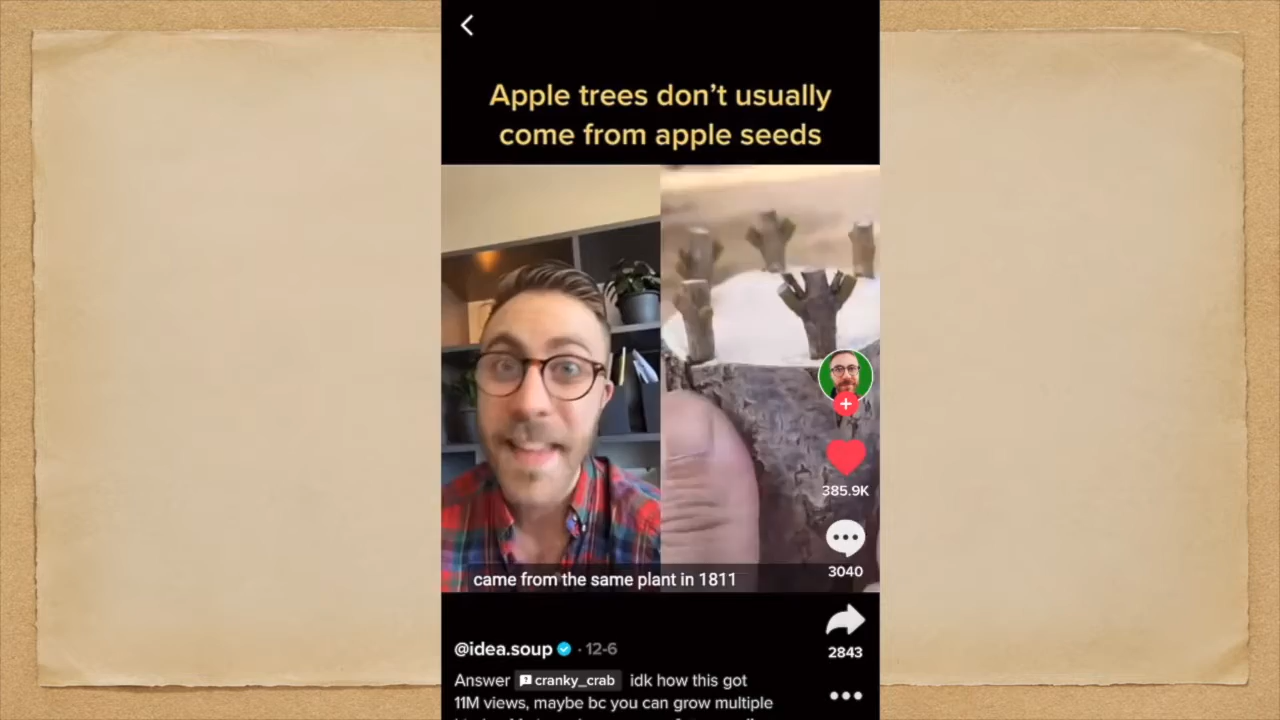 Apple trees don’t usually
come from apple seeds
385.9K
came from the same plant in 1811
3040
@idea.soup · 12-6
2843
Answer cranky_crab idk how this got
11M views, maybe bc you can grow multiple